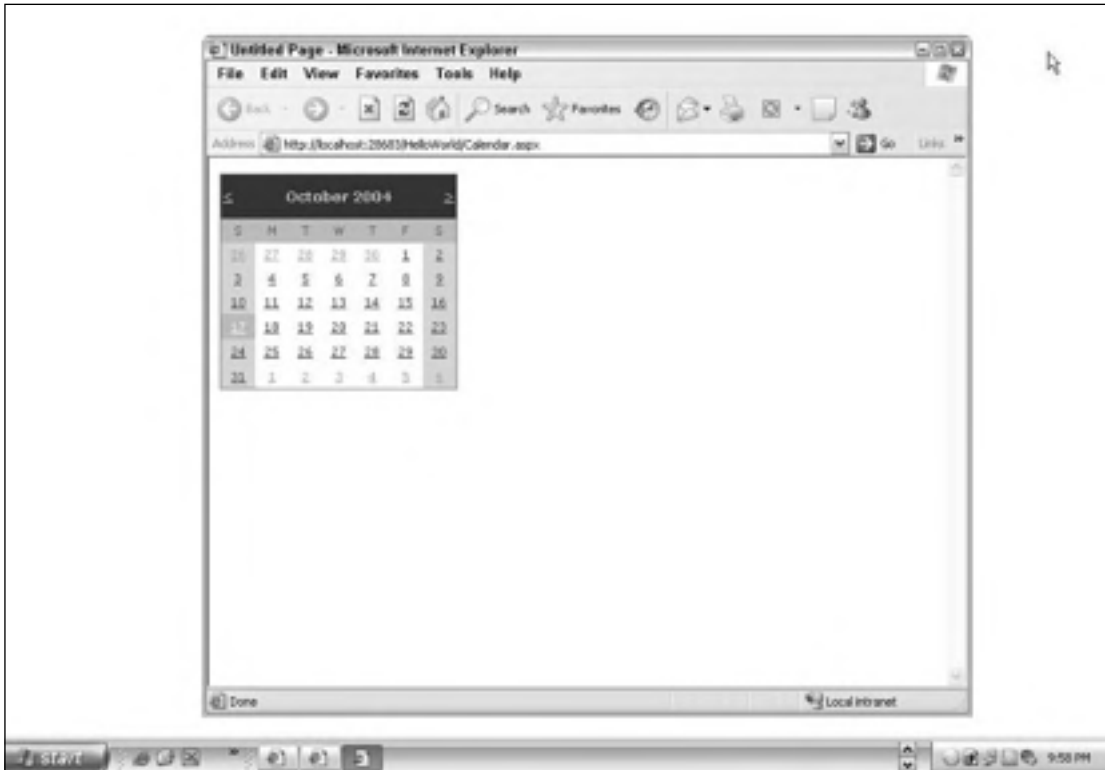 Untitled Page - Microsoft Internet Explorer
File Edit View Favorites Tools Help
Back Search Favorites
Address http://localhost:28683/HelloWorld/Calendar.aspx Go Links »
< October 2004 >
S M T W T F S
26 27 28 29 30 1 2
3 4 5 6 7 8 9
10 11 12 13 14 15 16
17 18 19 20 21 22 23
24 25 26 27 28 29 30
31 1 2 3 4 5 6
Done Local intranet
start » 9:58 PM